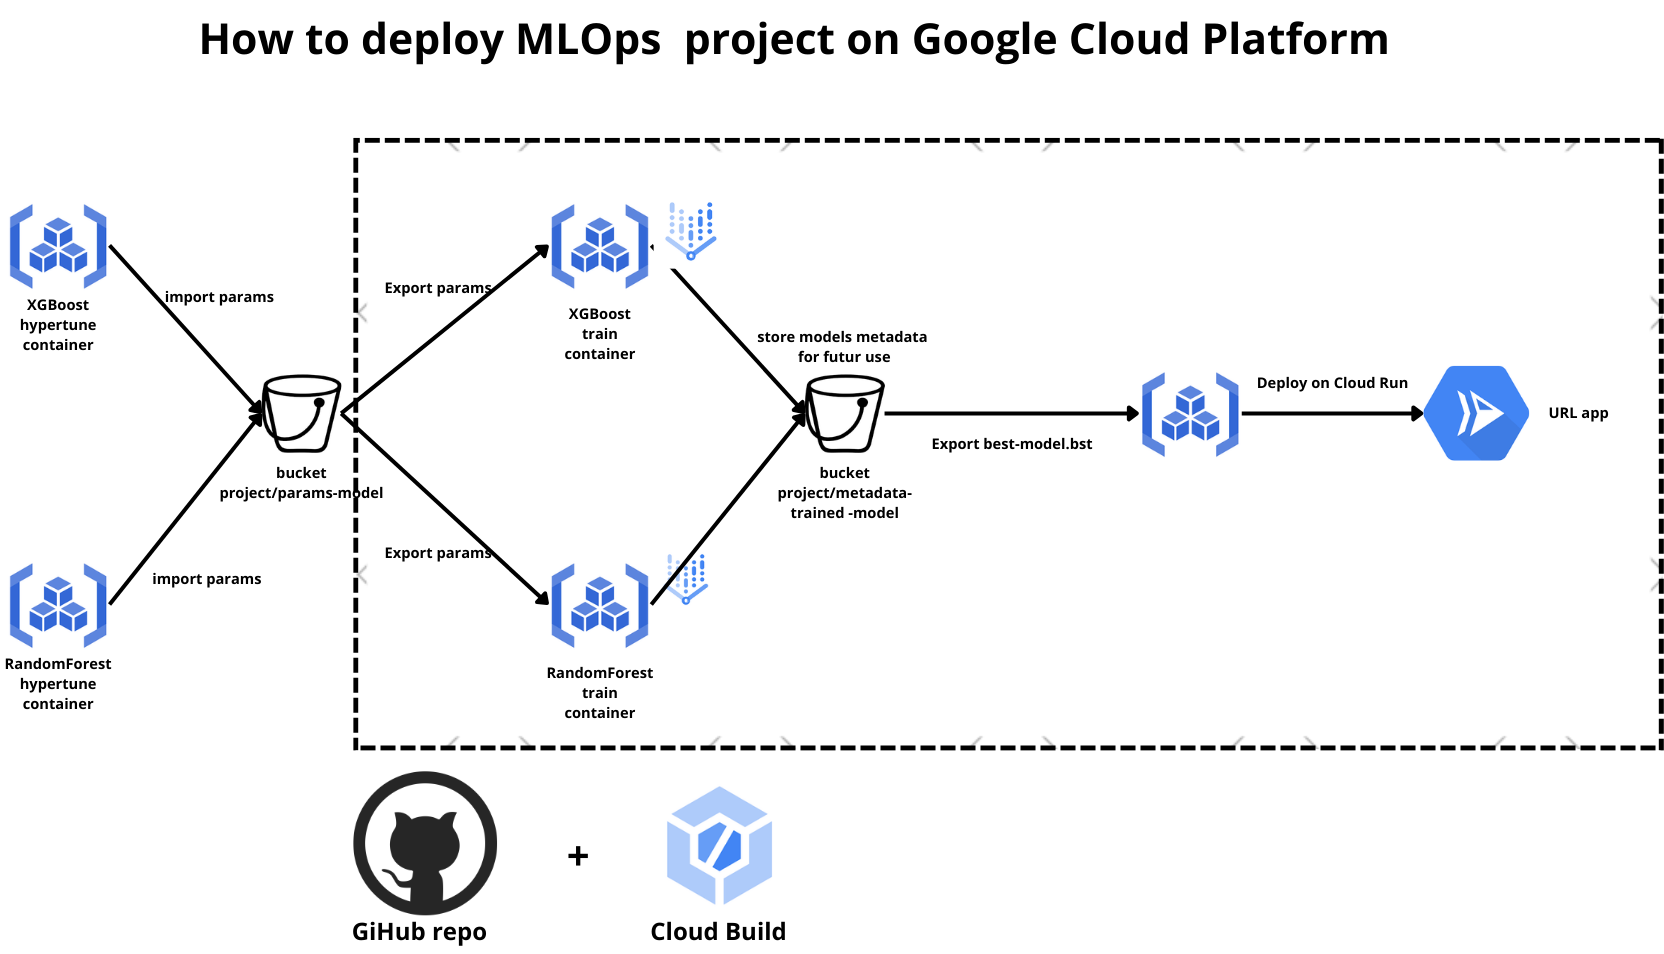 How to deploy MLOps  project on Google Cloud Platform
XGBoost
hypertune
container
import params
Export params
XGBoost
train
container
store models metadata
for futur use
Deploy on Cloud Run
URL app
Export best-model.bst
bucket
project/params-model
bucket
project/metadata-
trained -model
Export params
import params
RandomForest
hypertune
container
RandomForest
train
container
GiHub repo
+
Cloud Build